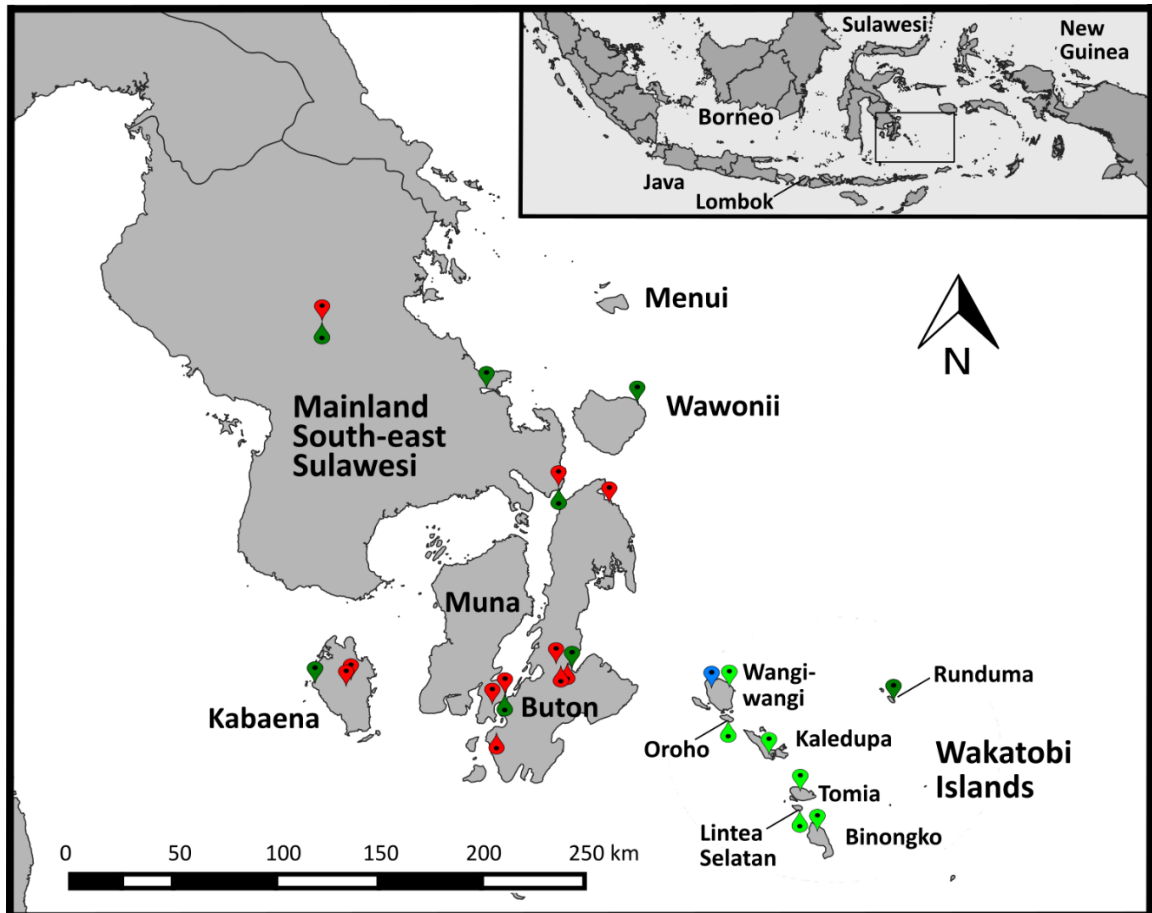 Sulawesi
New
Guinea
Borneo
Java
Lombok
Menui
N
Wawonii
Mainland
South-east
Sulawesi
Muna
Kabaena
Buton
Wangi-
wangi
Runduma
Oroho
Kaledupa
Wakatobi
Islands
Tomia
Lintea
Selatan
Binongko
0 50 100 150 200 250 km